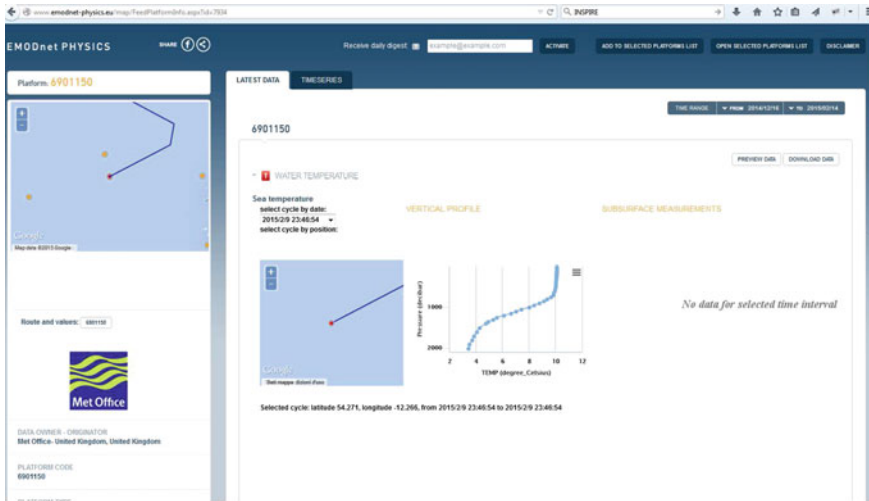 www.emodnet-physics.eu/map/FeedPlatformInfo.aspx?id=7934
INSPIRE
EMODnet PHYSICS
SHARE
Receive daily digest:
example@example.com
ACTIVATE
ADD TO SELECTED PLATFORMS LIST
OPEN SELECTED PLATFORMS LIST
DISCLAIMER
Platform: 6901150
+
−
Google
Map data ©2015 Google
Route and values: 6901150
Met Office
DATA OWNER - ORIGINATOR
Met Office- United Kingdom, United Kingdom
PLATFORM CODE
6901150
LATEST DATA
TIMESERIES
TIME RANGE
FROM 2014/12/16
TO 2015/02/14
6901150
PREVIEW DATA
DOWNLOAD DATA
WATER TEMPERATURE
Sea temperature
select cycle by date:
2015/2/9 23:46:54
select cycle by position:
VERTICAL PROFILE
SUBSURFACE MEASUREMENTS
+
−
Google
Pressure (decibar)
1000
2000
2 4 6 8 10 12
TEMP (degree_Celsius)
No data for selected time interval
Selected cycle: latitude 54.271, longitude -12.266, from 2015/2/9 23:46:54 to 2015/2/9 23:46:54